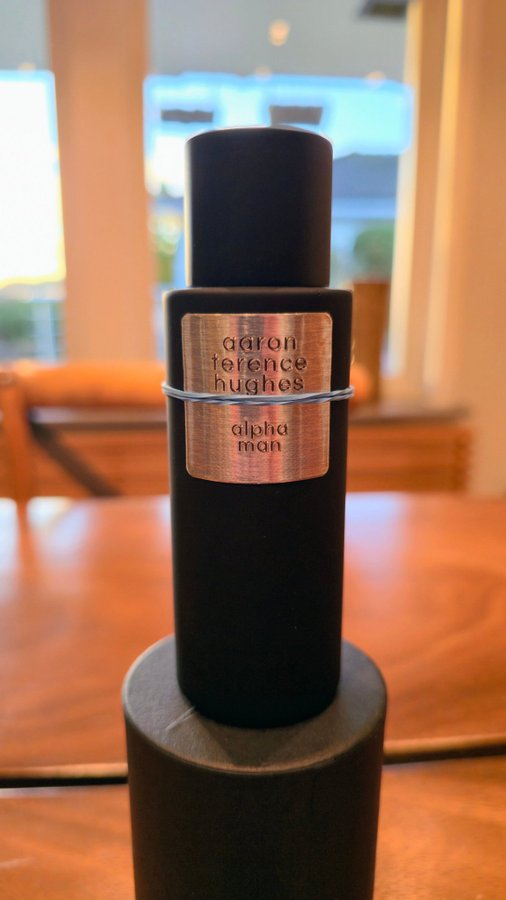 aaron
terence
hughes
alpha
man